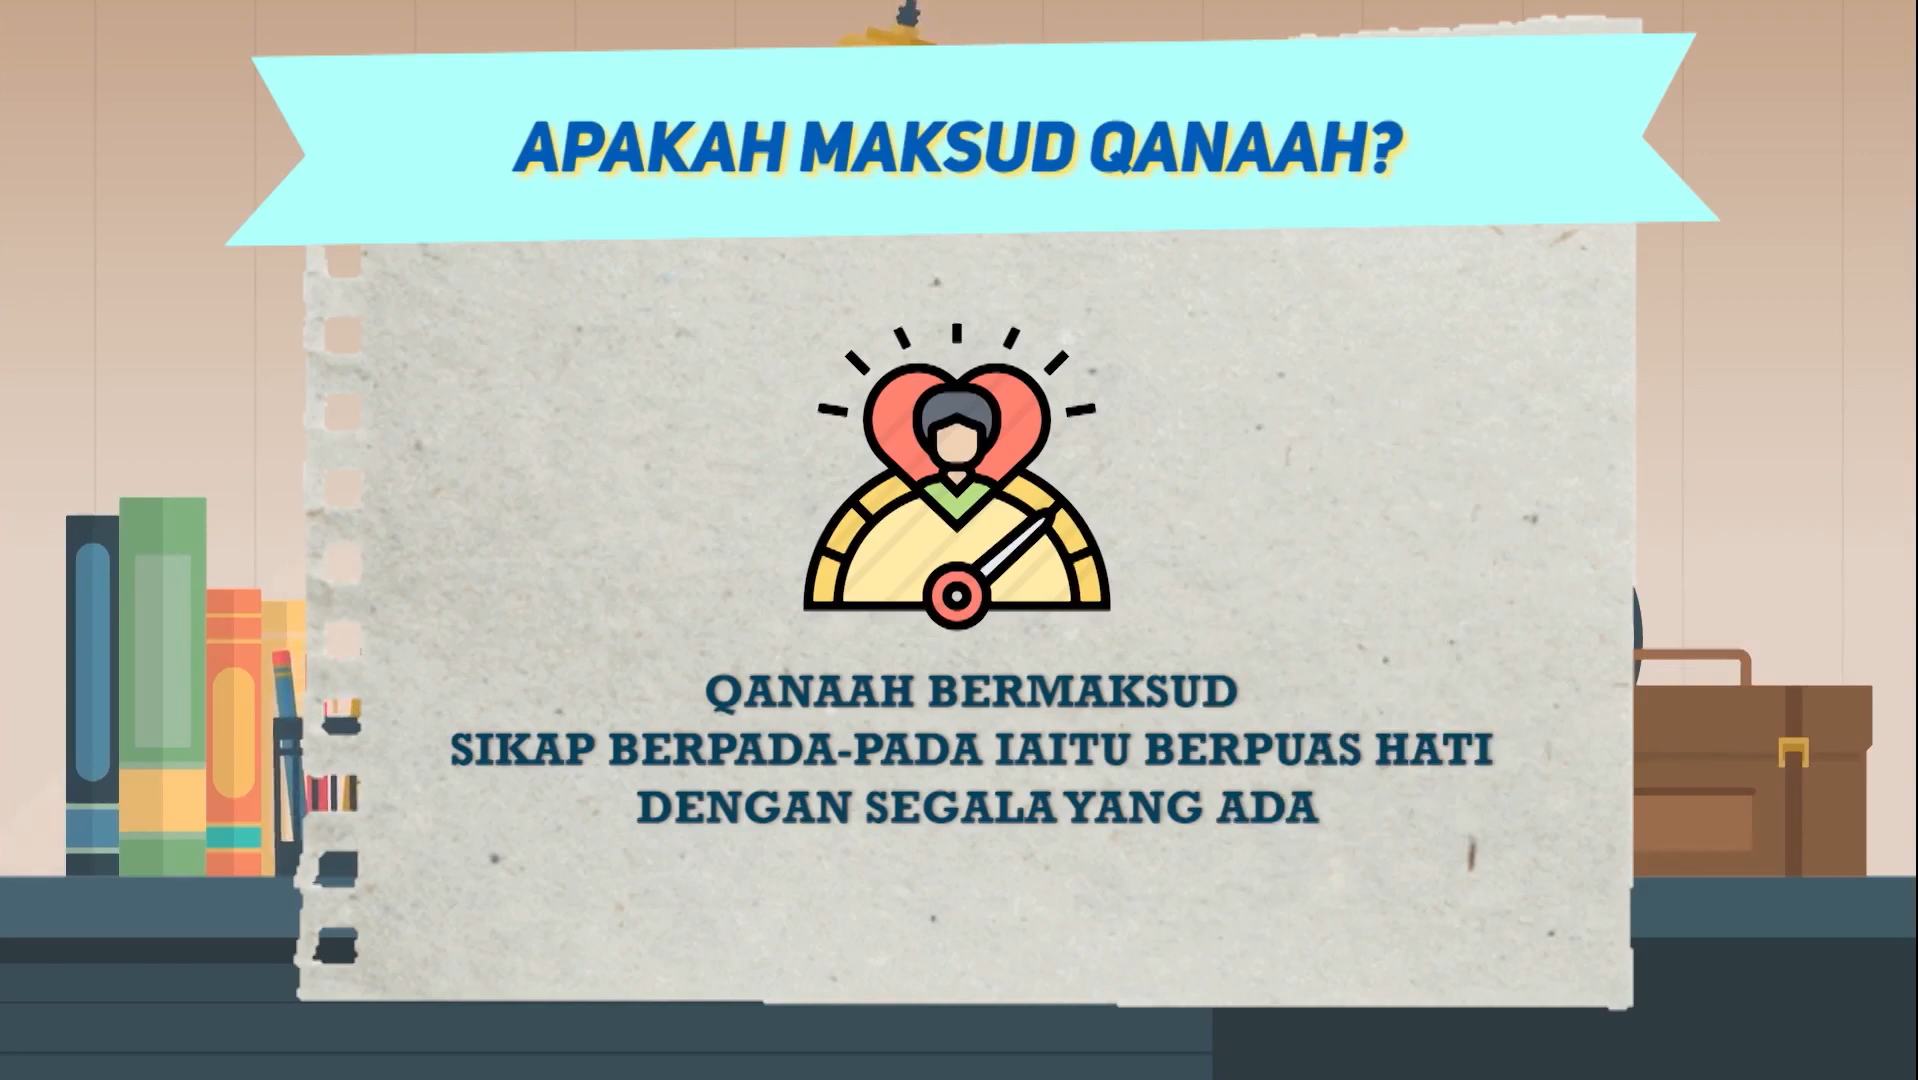 APAKAH MAKSUD QANAAH?
QANAAH BERMAKSUD
SIKAP BERPADA-PADA IAITU BERPUAS HATI
DENGAN SEGALA YANG ADA